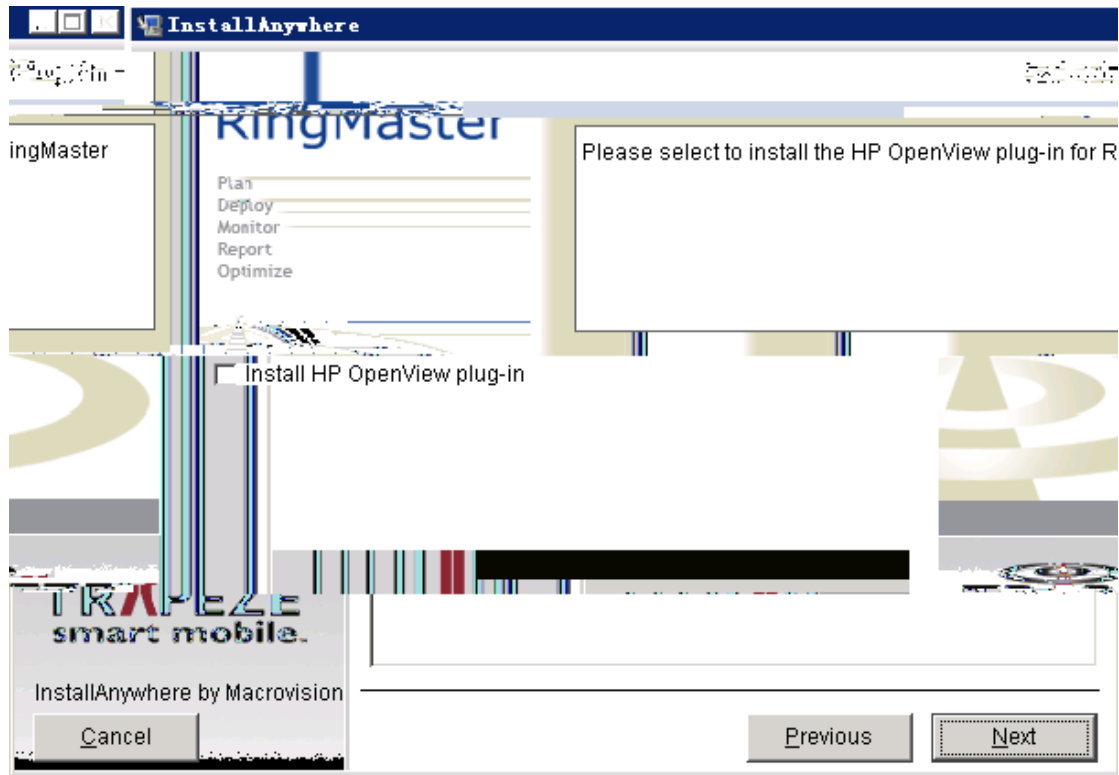 InstallAnywhere
RingMaster
ingMaster
Please select to install the HP OpenView plug-in for R
Plan
Deploy
Monitor
Report
Optimize
Install HP OpenView plug-in
TRAPEZE
smart mobile.
InstallAnywhere by Macrovision
Cancel
Previous
Next